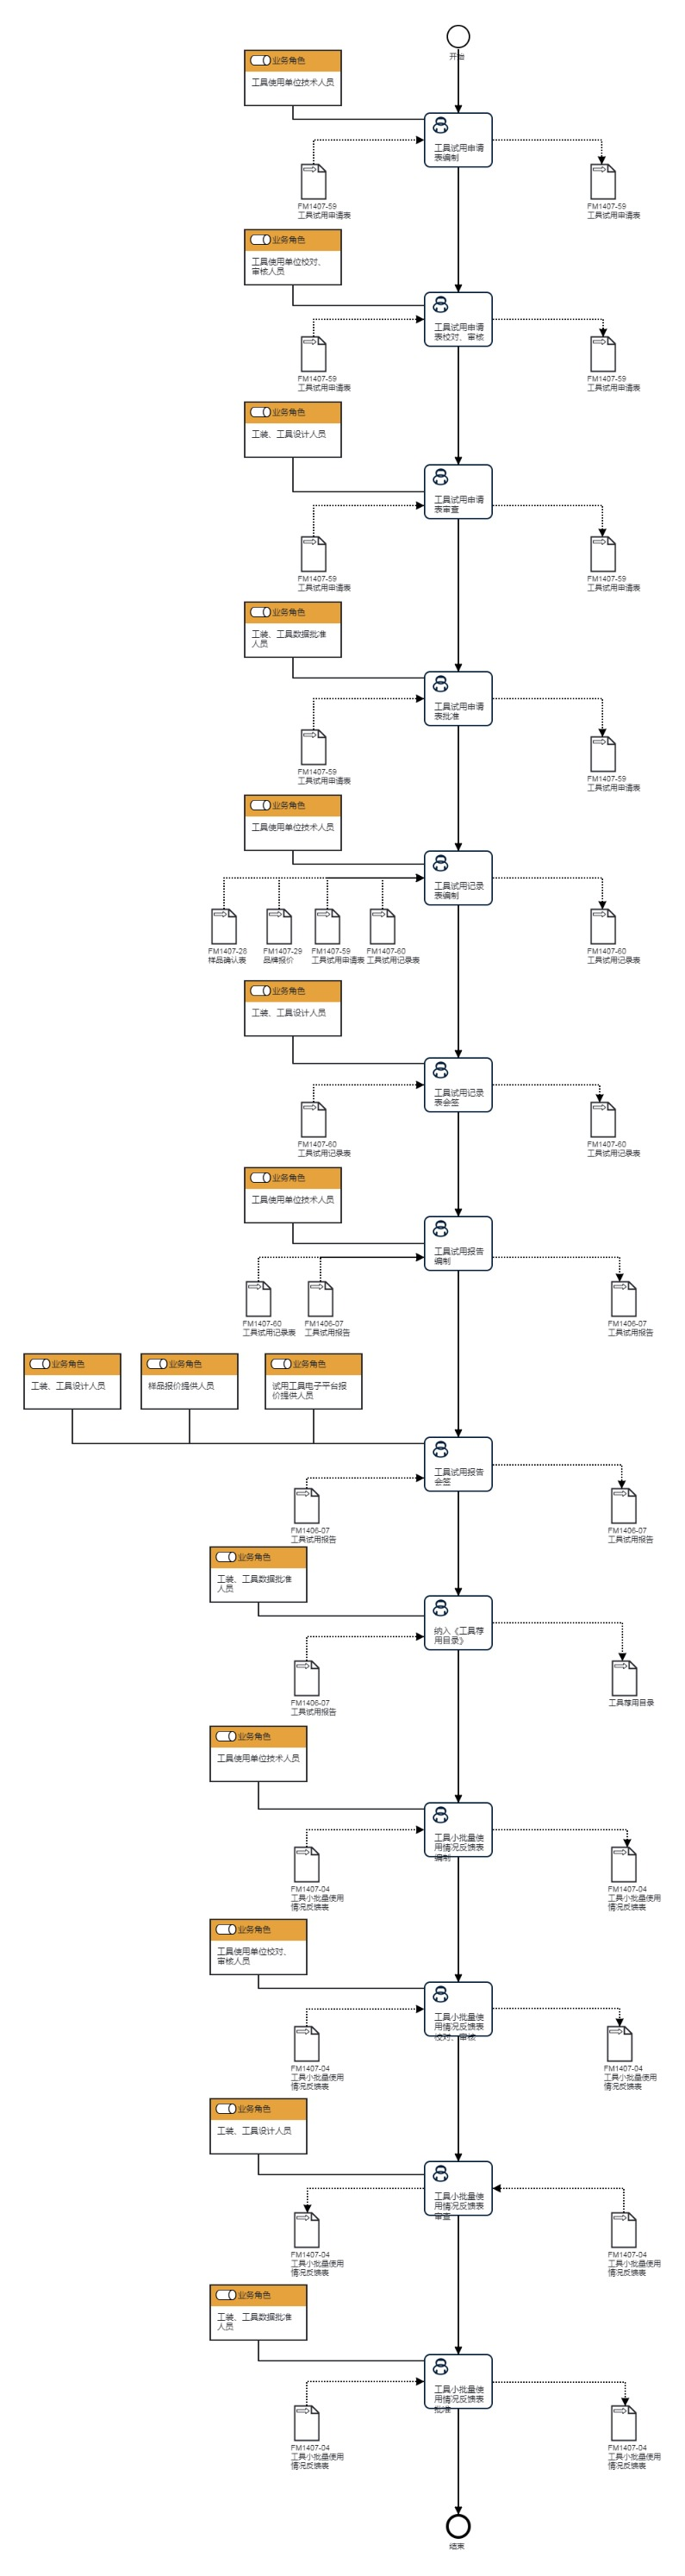 开始
业务角色
工具使用单位技术人员
工具试用申请
表编制
FM1407-59
工具试用申请表
FM1407-59
工具试用申请表
业务角色
工具使用单位校对、
审核人员
工具试用申请
表校对、审核
FM1407-59
工具试用申请表
FM1407-59
工具试用申请表
业务角色
工装、工具设计人员
工具试用申请
表审查
FM1407-59
工具试用申请表
FM1407-59
工具试用申请表
业务角色
工装、工具数据批准
人员
工具试用申请
表批准
FM1407-59
工具试用申请表
FM1407-59
工具试用申请表
业务角色
工具使用单位技术人员
工具试用记录
表编制
FM1407-28
样品确认表
FM1407-29
品牌报价
FM1407-59
工具试用申请表
FM1407-60
工具试用记录表
FM1407-60
工具试用记录表
业务角色
工装、工具设计人员
工具试用记录
表会签
FM1407-60
工具试用记录表
FM1407-60
工具试用记录表
业务角色
工具使用单位技术人员
工具试用报告
编制
FM1407-60
工具试用记录表
FM1406-07
工具试用报告
FM1406-07
工具试用报告
业务角色
工装、工具设计人员
业务角色
样品报价提供人员
业务角色
试用工具电子平台报
价提供人员
工具试用报告
会签
FM1406-07
工具试用报告
FM1406-07
工具试用报告
业务角色
工装、工具数据批准
人员
纳入《工具荐
用目录》
FM1406-07
工具试用报告
工具荐用目录
业务角色
工具使用单位技术人员
工具小批量使
用情况反馈表
编制
FM1407-04
工具小批量使用
情况反馈表
FM1407-04
工具小批量使用
情况反馈表
业务角色
工具使用单位校对、
审核人员
工具小批量使
用情况反馈表
校对、审核
FM1407-04
工具小批量使用
情况反馈表
FM1407-04
工具小批量使用
情况反馈表
业务角色
工装、工具设计人员
工具小批量使
用情况反馈表
审查
FM1407-04
工具小批量使用
情况反馈表
FM1407-04
工具小批量使用
情况反馈表
业务角色
工装、工具数据批准
人员
工具小批量使
用情况反馈表
批准
FM1407-04
工具小批量使用
情况反馈表
FM1407-04
工具小批量使用
情况反馈表
结束